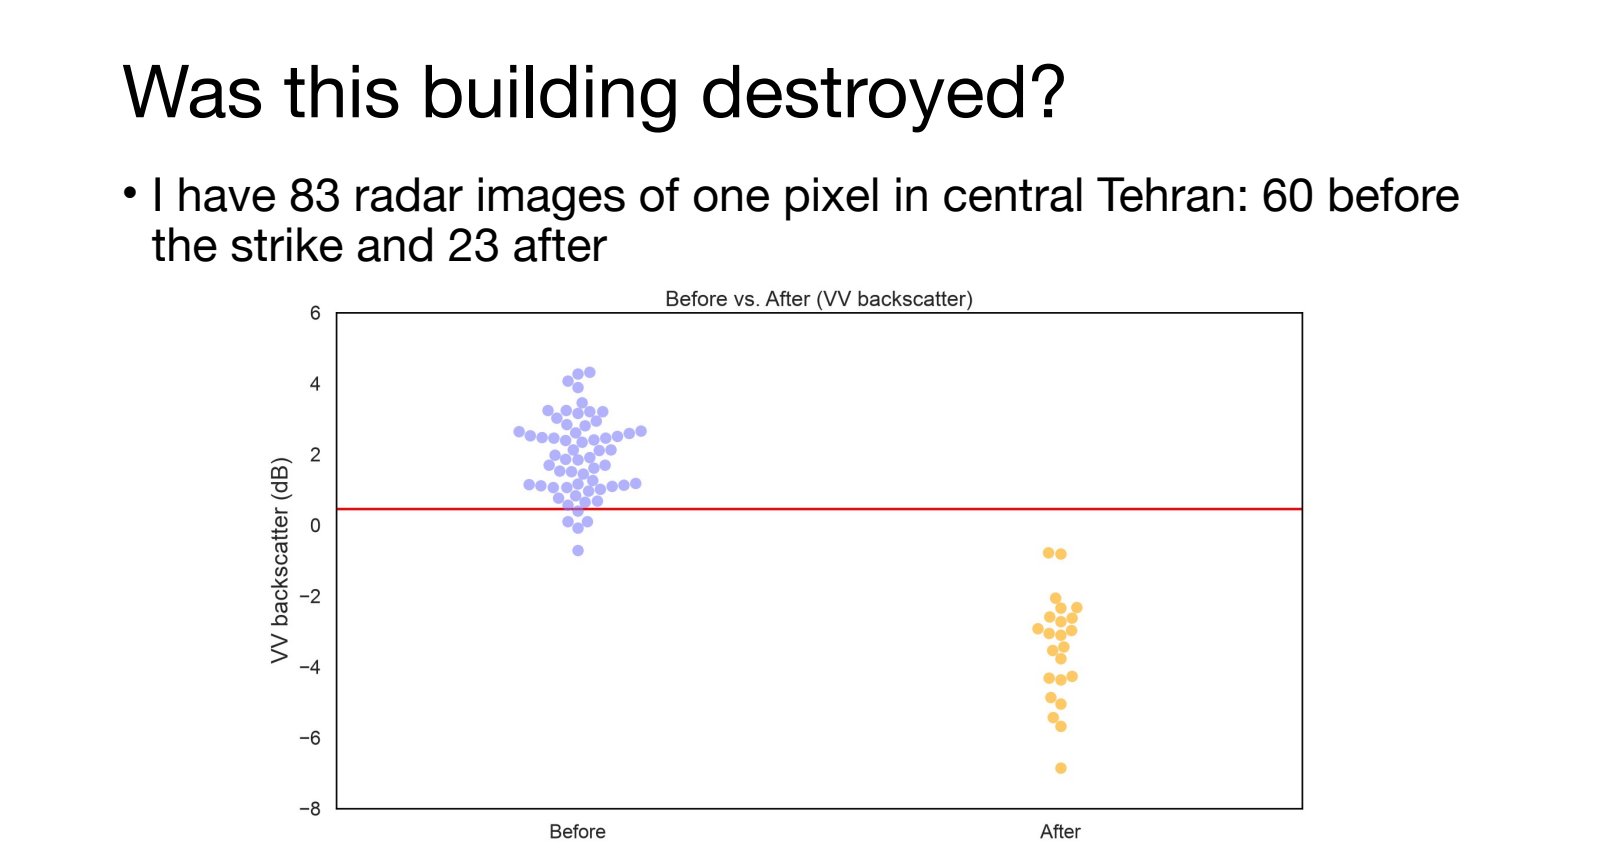 Was this building destroyed?
• I have 83 radar images of one pixel in central Tehran: 60 before
the strike and 23 after
Before vs. After (VV backscatter)
VV backscatter (dB)
6
4
2
0
−2
−4
−6
−8
Before
After